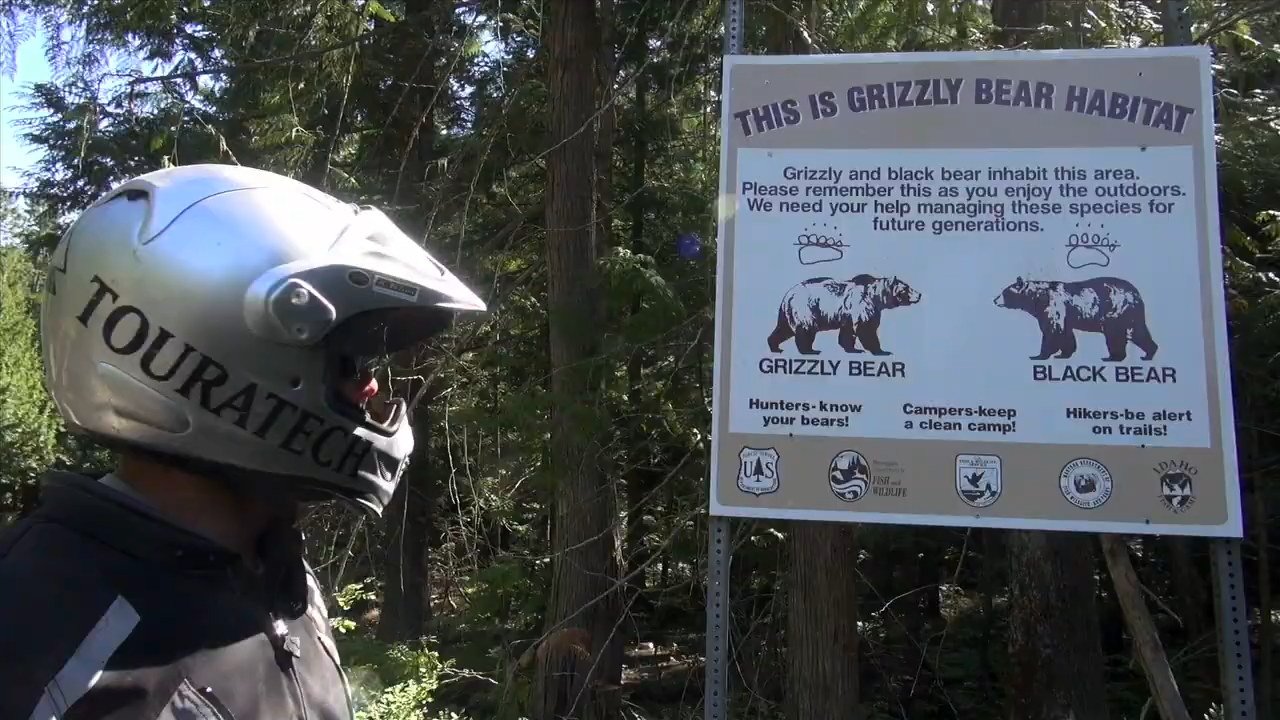 TOURATECH
THIS IS GRIZZLY BEAR HABITAT
Grizzly and black bear inhabit this area.
Please remember this as you enjoy the outdoors.
We need your help managing these species for
future generations.
GRIZZLY BEAR
BLACK BEAR
Hunters-know
your bears!
Campers-keep
a clean camp!
Hikers-be alert
on trails!
US
FISH and
WILDLIFE
IDAHO